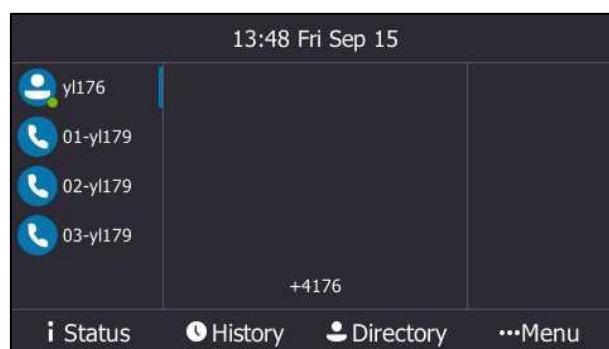 13:48 Fri Sep 15
yl176
01-yl179
02-yl179
03-yl179
+4176
Status History Directory Menu